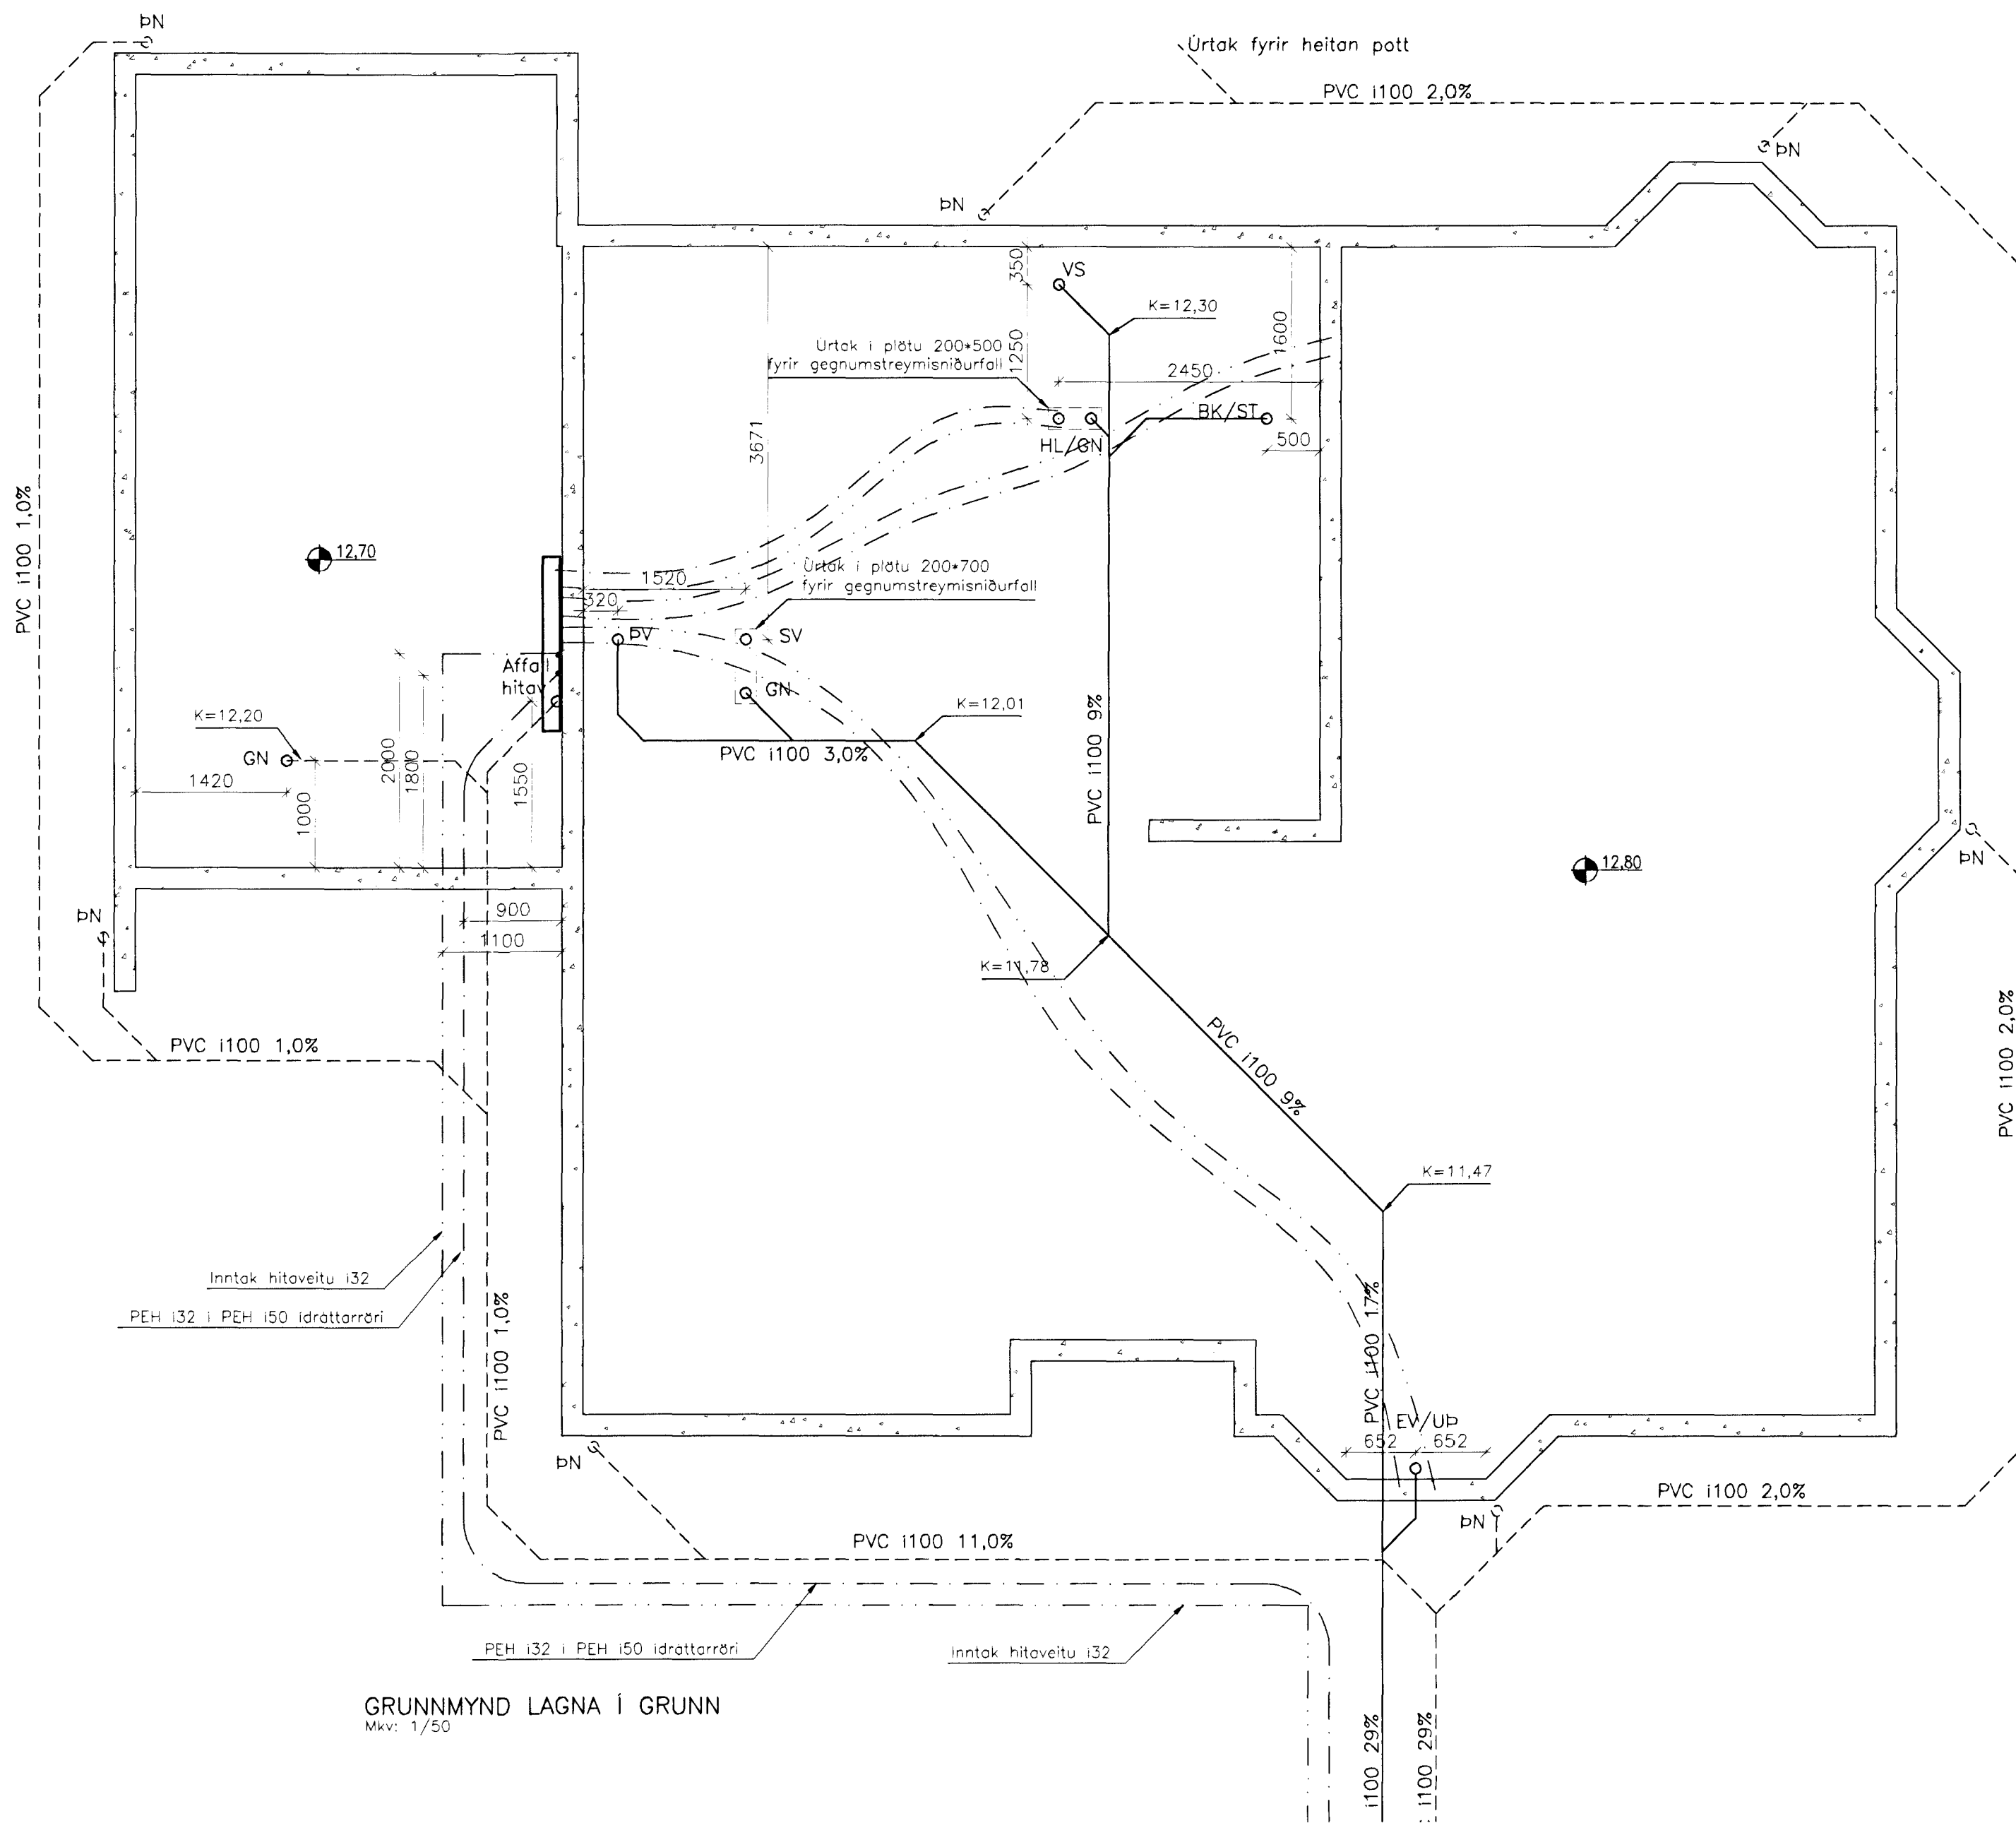 ÞN
Úrtak fyrir heitan pott
PVC i100 2,0%
ÞN
ÞN
VS
350
K=12,30
1250
1600
Úrtak í plötu 200*500
fyrir gegnumstreymisniðurfall
2450
BK/ST
HL/GN
500
3671
PVC i100 1,0%
12,70
1520
Úrtak í plötu 200*700
fyrir gegnumstreymisniðurfall
320
ÞV
SV
Affall
hitav
GN
K=12,20
K=12,01
GN
PVC i100 3,0%
PVC i100 9%
1420
1000
2000
1800
1550
12,80
ÞN
ÞN
900
1100
K=11,78
PVC i100 1,0%
PVC i100 9%
PVC i100 2,0%
K=11,47
Inntak hitaveitu i32
PEH i32 í PEH i50 ídráttarröri
PVC i100 1,0%
PVC i100 17%
EV/UÞ
652
652
ÞN
PVC i100 2,0%
ÞN
PVC i100 11,0%
PEH i32 í PEH i50 ídráttarröri
Inntak hitaveitu i32
GRUNNMYND LAGNA Í GRUNN
Mkv: 1/50
i100 29%
i100 29%